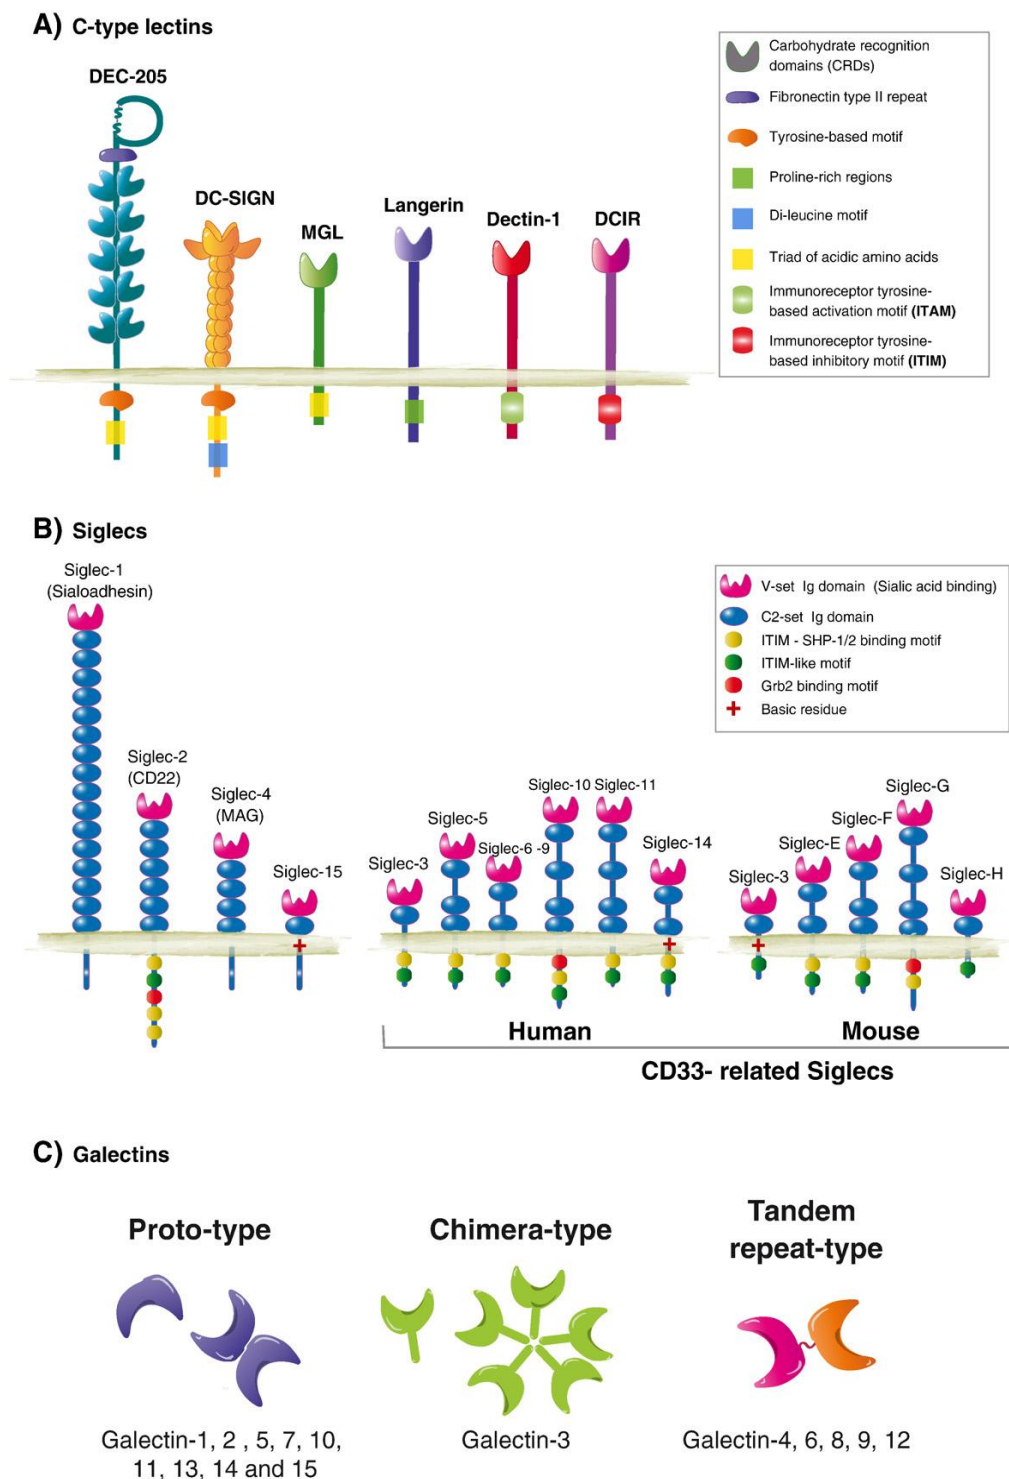 A) C-type lectins
DEC-205
DC-SIGN
MGL
Langerin
Dectin-1
DCIR
Carbohydrate recognition
domains (CRDs)
Fibronectin type II repeat
Tyrosine-based motif
Proline-rich regions
Di-leucine motif
Triad of acidic amino acids
Immunoreceptor tyrosine-
based activation motif (ITAM)
Immunoreceptor tyrosine-
based inhibitory motif (ITIM)
B) Siglecs
Siglec-1
(Sialoadhesin)
Siglec-2
(CD22)
Siglec-4
(MAG)
Siglec-15
Siglec-3
Siglec-5
Siglec-6 -9
Siglec-10
Siglec-11
Siglec-14
Siglec-3
Siglec-E
Siglec-F
Siglec-G
Siglec-H
V-set Ig domain (Sialic acid binding)
C2-set Ig domain
ITIM - SHP-1/2 binding motif
ITIM-like motif
Grb2 binding motif
Basic residue
Human
Mouse
CD33- related Siglecs
C) Galectins
Proto-type
Chimera-type
Tandem
repeat-type
Galectin-1, 2 , 5, 7, 10,
11, 13, 14 and 15
Galectin-3
Galectin-4, 6, 8, 9, 12